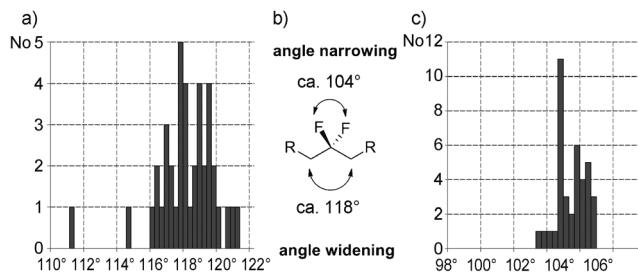 a)
No 5
4
3
2
1
0
110° 112° 114° 116° 118° 120° 122°
b)
angle narrowing
ca. 104°
F F
R R
ca. 118°
angle widening
c)
No 12
10
8
6
4
2
0
98° 100° 102° 104° 106°